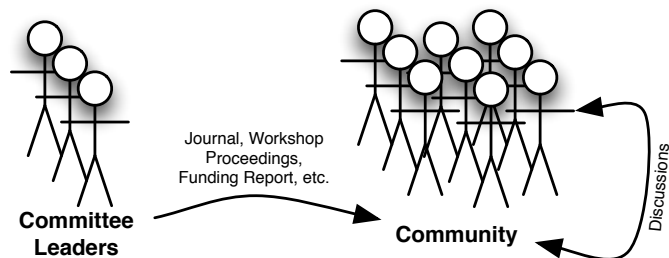 Journal, Workshop
Proceedings,
Funding Report, etc.
Committee
Leaders
Community
Discussions